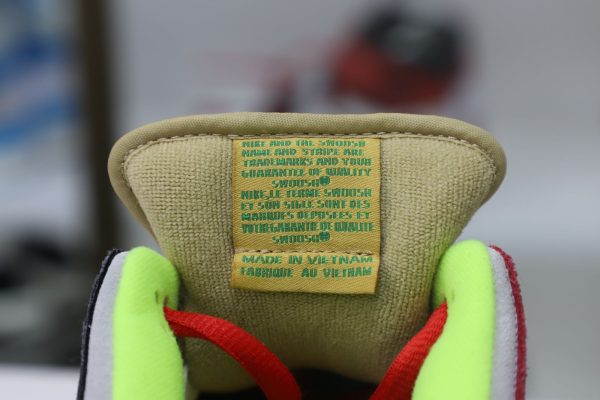 NIKE AND THE SWOOSH
NAME AND STRIPE ARE
TRADEMARKS AND YOUR
GUARANTEE OF QUALITY
SWOOSH®
NIKE, LE TERME SWOOSH
ET SON SIGLE SONT DES
MARQUES DEPOSEES ET
VOTRE GARANTIE DE QUALITE
SWOOSH®
MADE IN VIETNAM
FABRIQUE AU VIETNAM